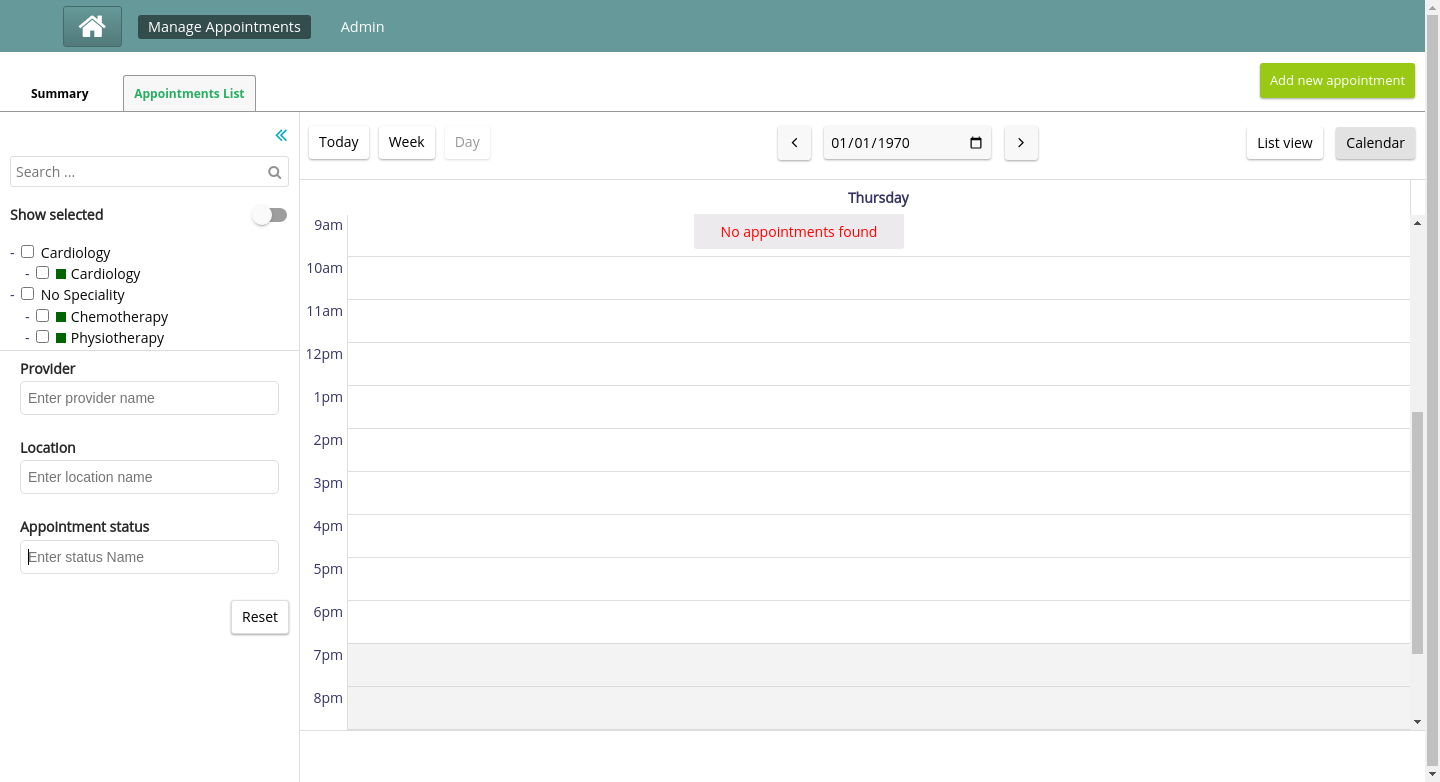 Manage Appointments Admin
Summary Appointments List Add new appointment
Today Week Day 01/01/1970 List view Calendar
Search ...
Show selected
- Cardiology
- Cardiology
- No Speciality
- Chemotherapy
- Physiotherapy
Provider
Enter provider name
Location
Enter location name
Appointment status
Enter status Name
Reset
Thursday
9am
No appointments found
10am
11am
12pm
1pm
2pm
3pm
4pm
5pm
6pm
7pm
8pm